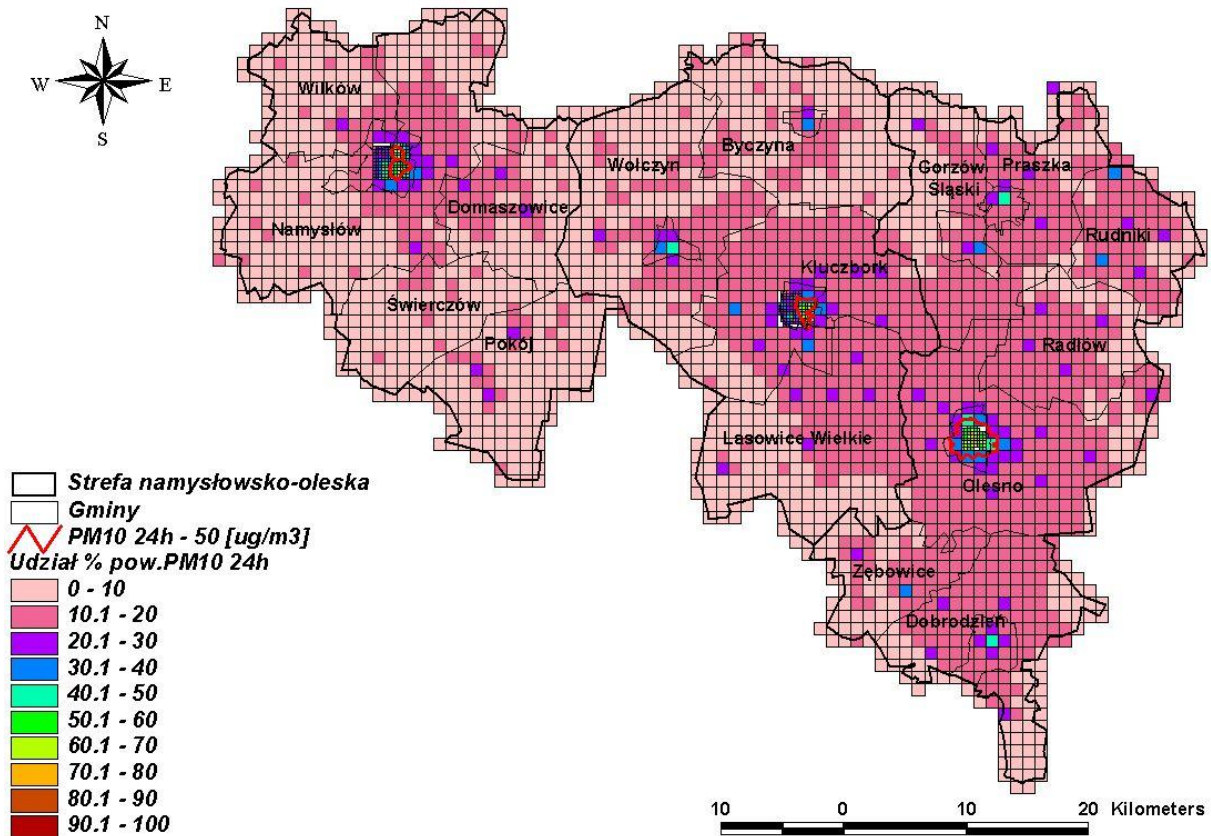 N
W E
S
Wilków
Byczyna
Wołczyn
Gorzów
Śląski
Praszka
Domaszowice
Namysłów
Rudniki
Kluczbork
Świerczów
Pokój
Radłów
Lasowice Wielkie
Olesno
Zębowice
Dobrodzień
Strefa namysłowsko-oleska
Gminy
PM10 24h - 50 [ug/m3]
Udział % pow.PM10 24h
0 - 10
10.1 - 20
20.1 - 30
30.1 - 40
40.1 - 50
50.1 - 60
60.1 - 70
70.1 - 80
80.1 - 90
90.1 - 100
10 0 10 20 Kilometers